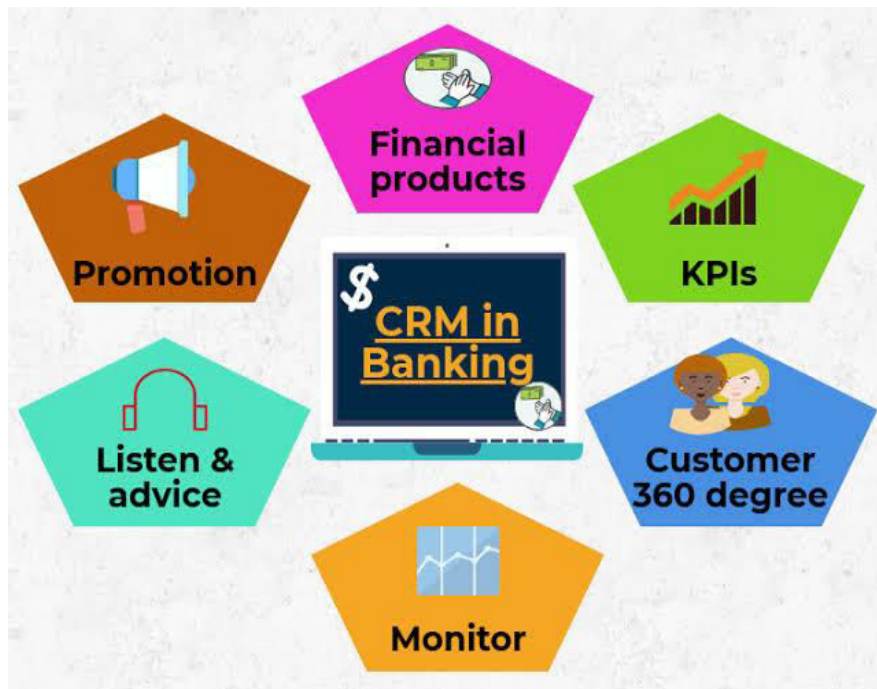 Financial
products
Promotion
KPIs
$
CRM in
Banking
Listen &
advice
Customer
360 degree
Monitor